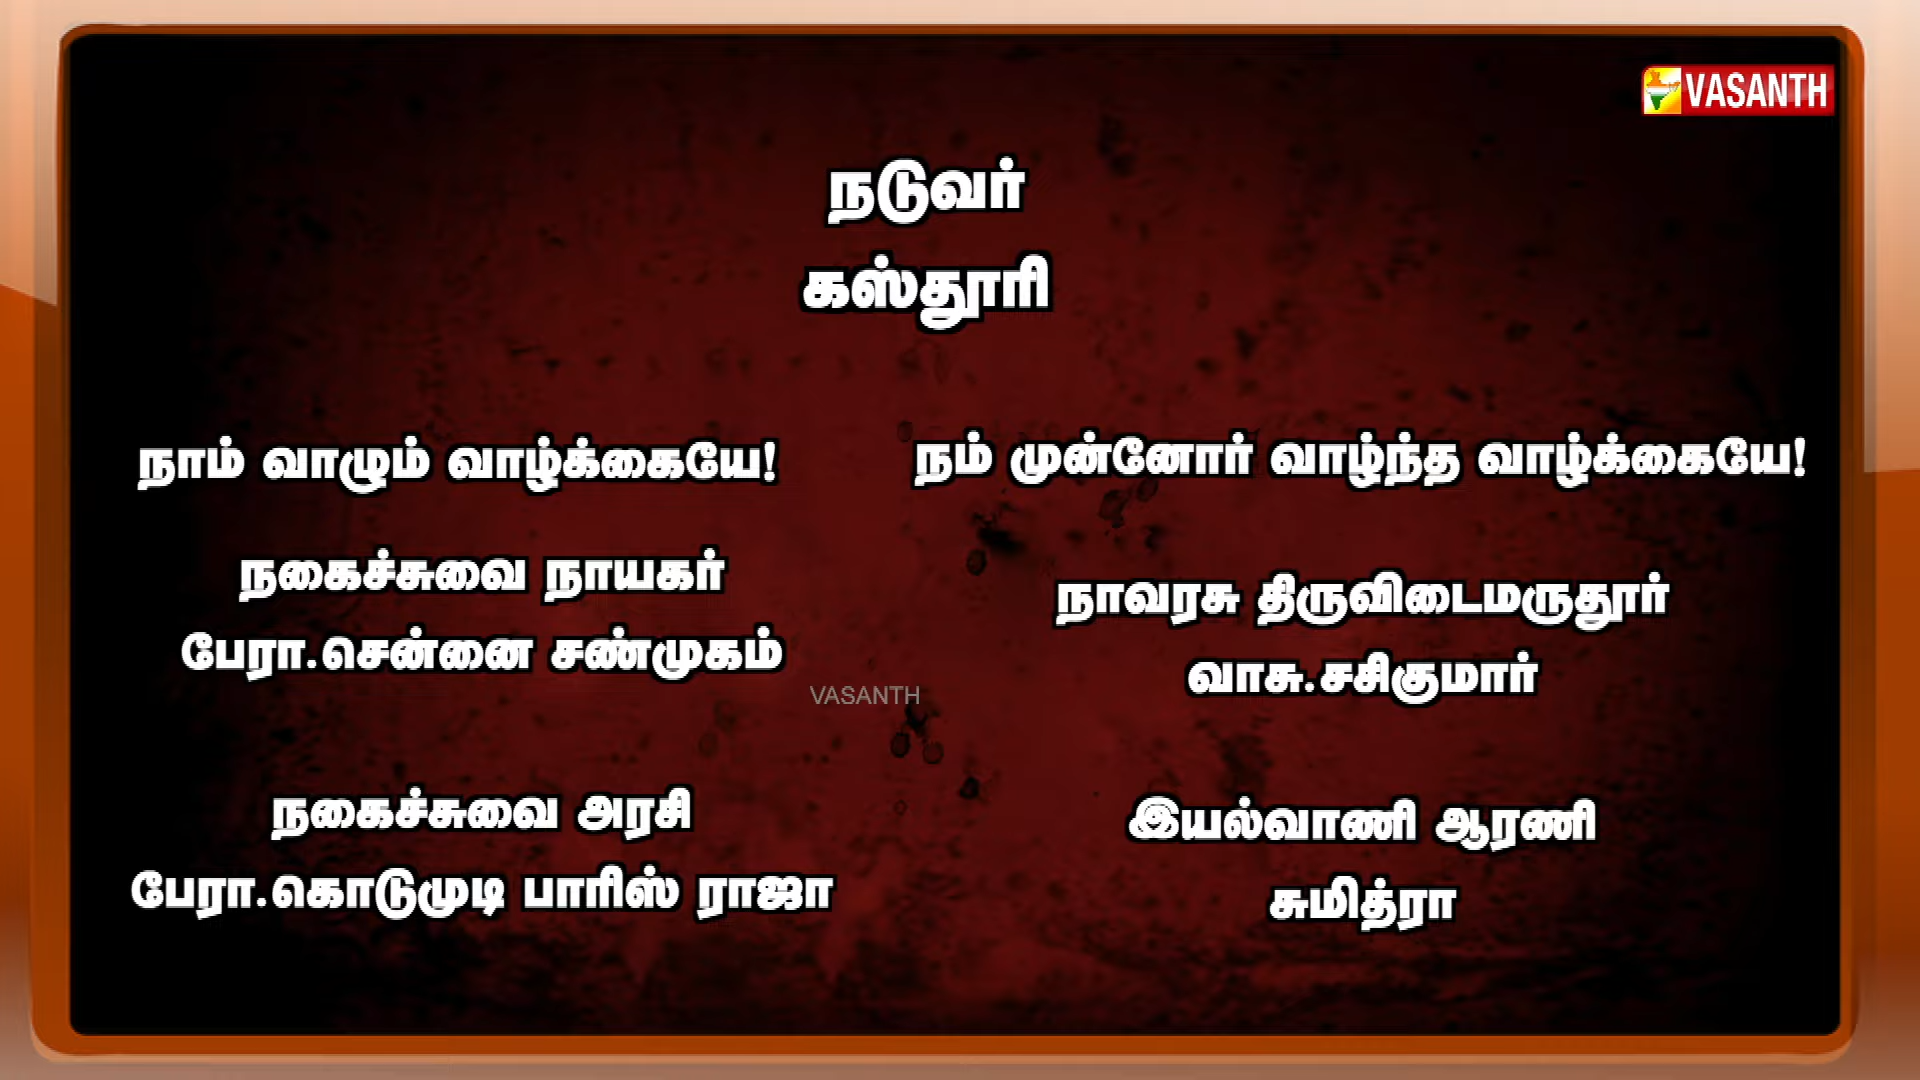 VASANTH
நடுவர்
கஸ்தூரி
நாம் வாழும் வாழ்க்கையே!
நகைச்சுவை நாயகர்
பேரா.சென்னை சண்முகம்
நகைச்சுவை அரசி
பேரா.கொடுமுடி பாரிஸ் ராஜா
நம் முன்னோர் வாழ்ந்த வாழ்க்கையே!
நாவரசு திருவிடைமருதூர்
வாசு.சசிகுமார்
இயல்வாணி ஆரணி
சுமித்ரா
VASANTH